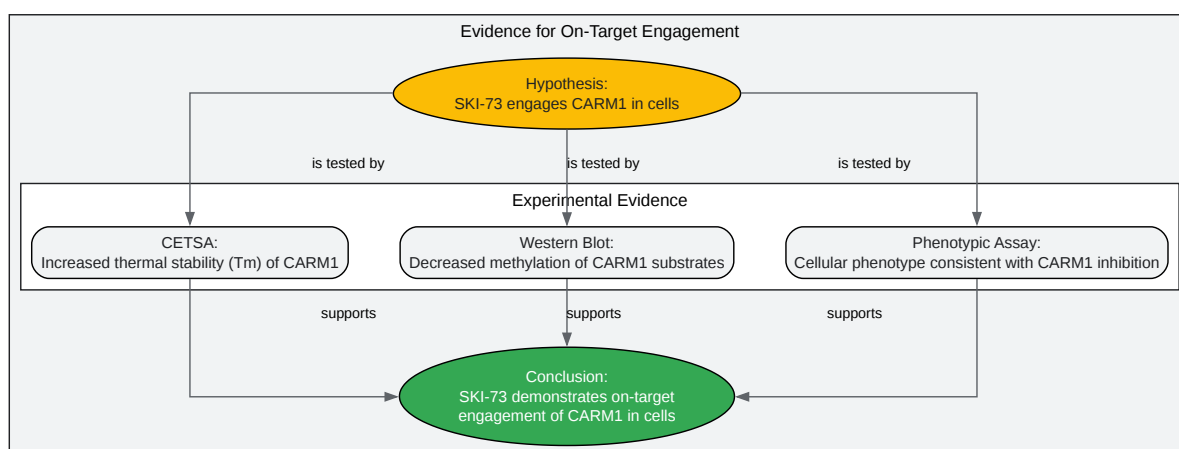 Evidence for On-Target Engagement
Hypothesis:
SKI-73 engages CARM1 in cells
is tested by
is tested by
is tested by
Experimental Evidence
CETSA:
Increased thermal stability (Tm) of CARM1
Western Blot:
Decreased methylation of CARM1 substrates
Phenotypic Assay:
Cellular phenotype consistent with CARM1 inhibition
supports
supports
supports
Conclusion:
SKI-73 demonstrates on-target
engagement of CARM1 in cells